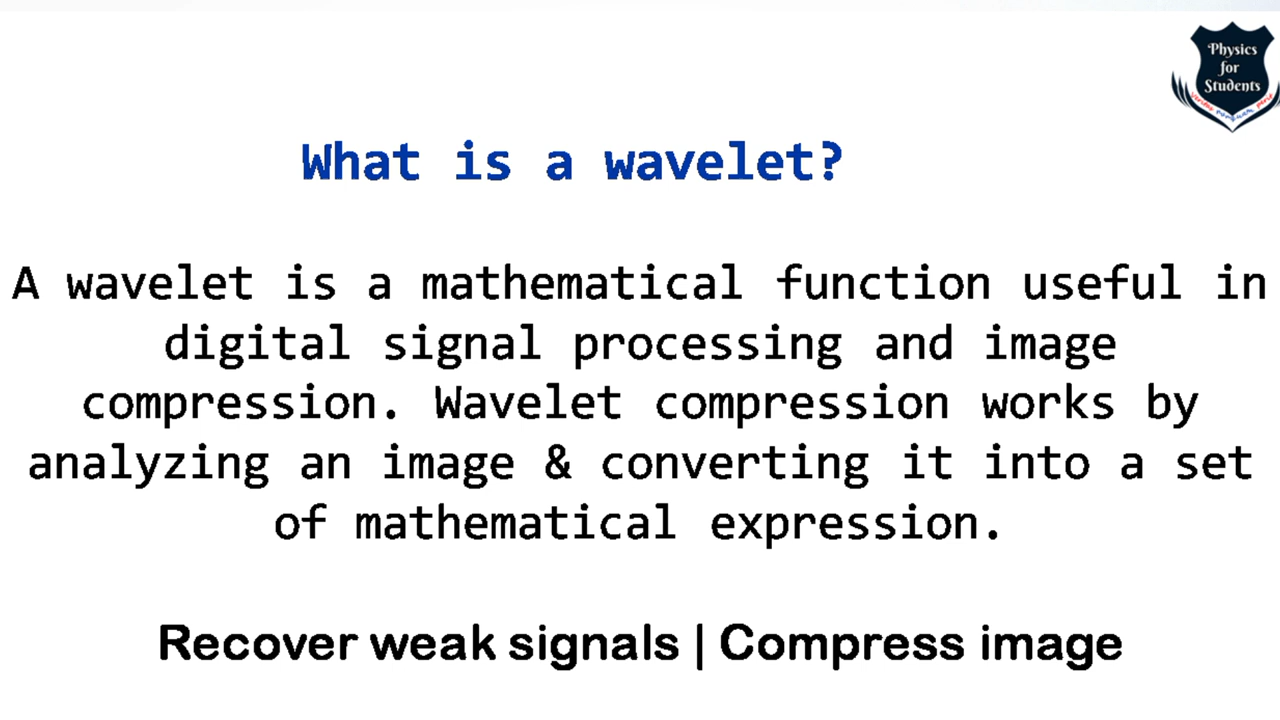 Physics
for
Students
What is a wavelet?
A wavelet is a mathematical function useful in
digital signal processing and image
compression. Wavelet compression works by
analyzing an image & converting it into a set
of mathematical expression.
Recover weak signals | Compress image